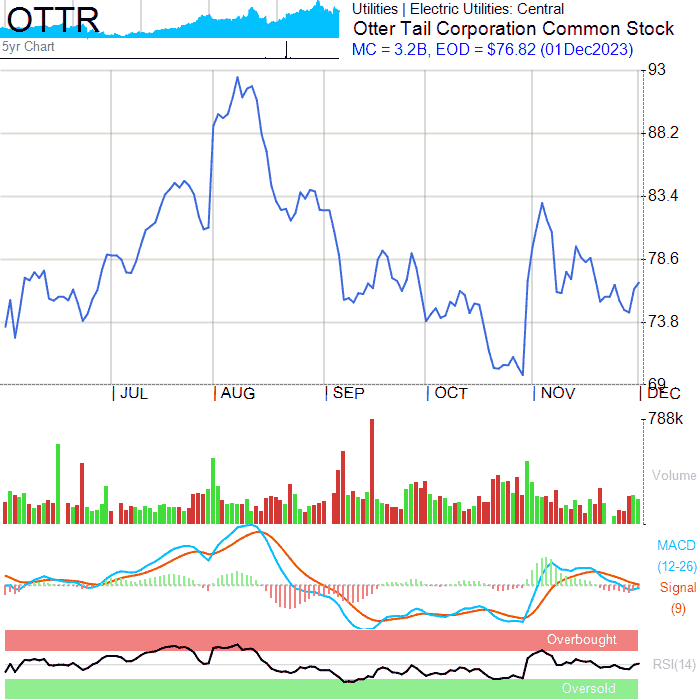 OTTR
5yr Chart
Utilities | Electric Utilities: Central
Otter Tail Corporation Common Stock
MC = 3.2B, EOD = $76.82 (01Dec2023)
93
88.2
83.4
78.6
73.8
69
JUL
AUG
SEP
OCT
NOV
DEC
788k
Volume
MACD
(12-26)
Signal
(9)
Overbought
RSI(14)
Oversold